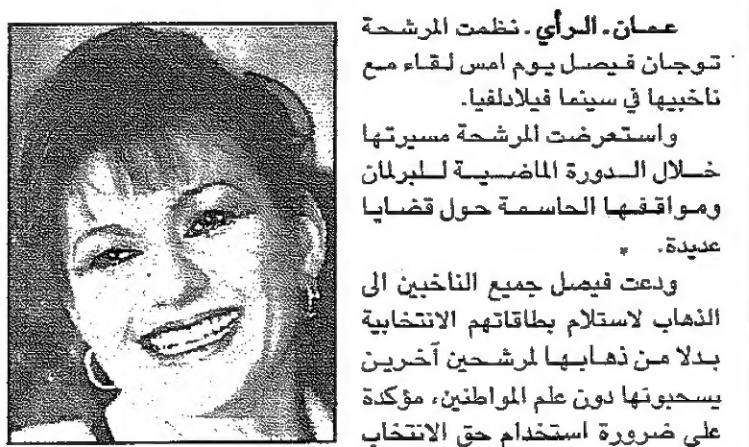 عمان ـ الرأي ـ نظمت المرشحة
توجان فيصل يوم امس لقاء مع
ناخبيها في سينما فيلادلفيا.
واستعرضت المرشحة مسيرتها
خلال الدورة الماضية للبرلمان
ومواقفها الحاسمة حول قضايا
عديدة.
ودعت فيصل جميع الناخبين الى
الذهاب لاستلام بطاقاتهم الانتخابية
بدلا من ذهابها لمرشحين آخرين
يسحبونها دون علم المواطنين، مؤكدة
على ضرورة استخدام حق الانتخاب